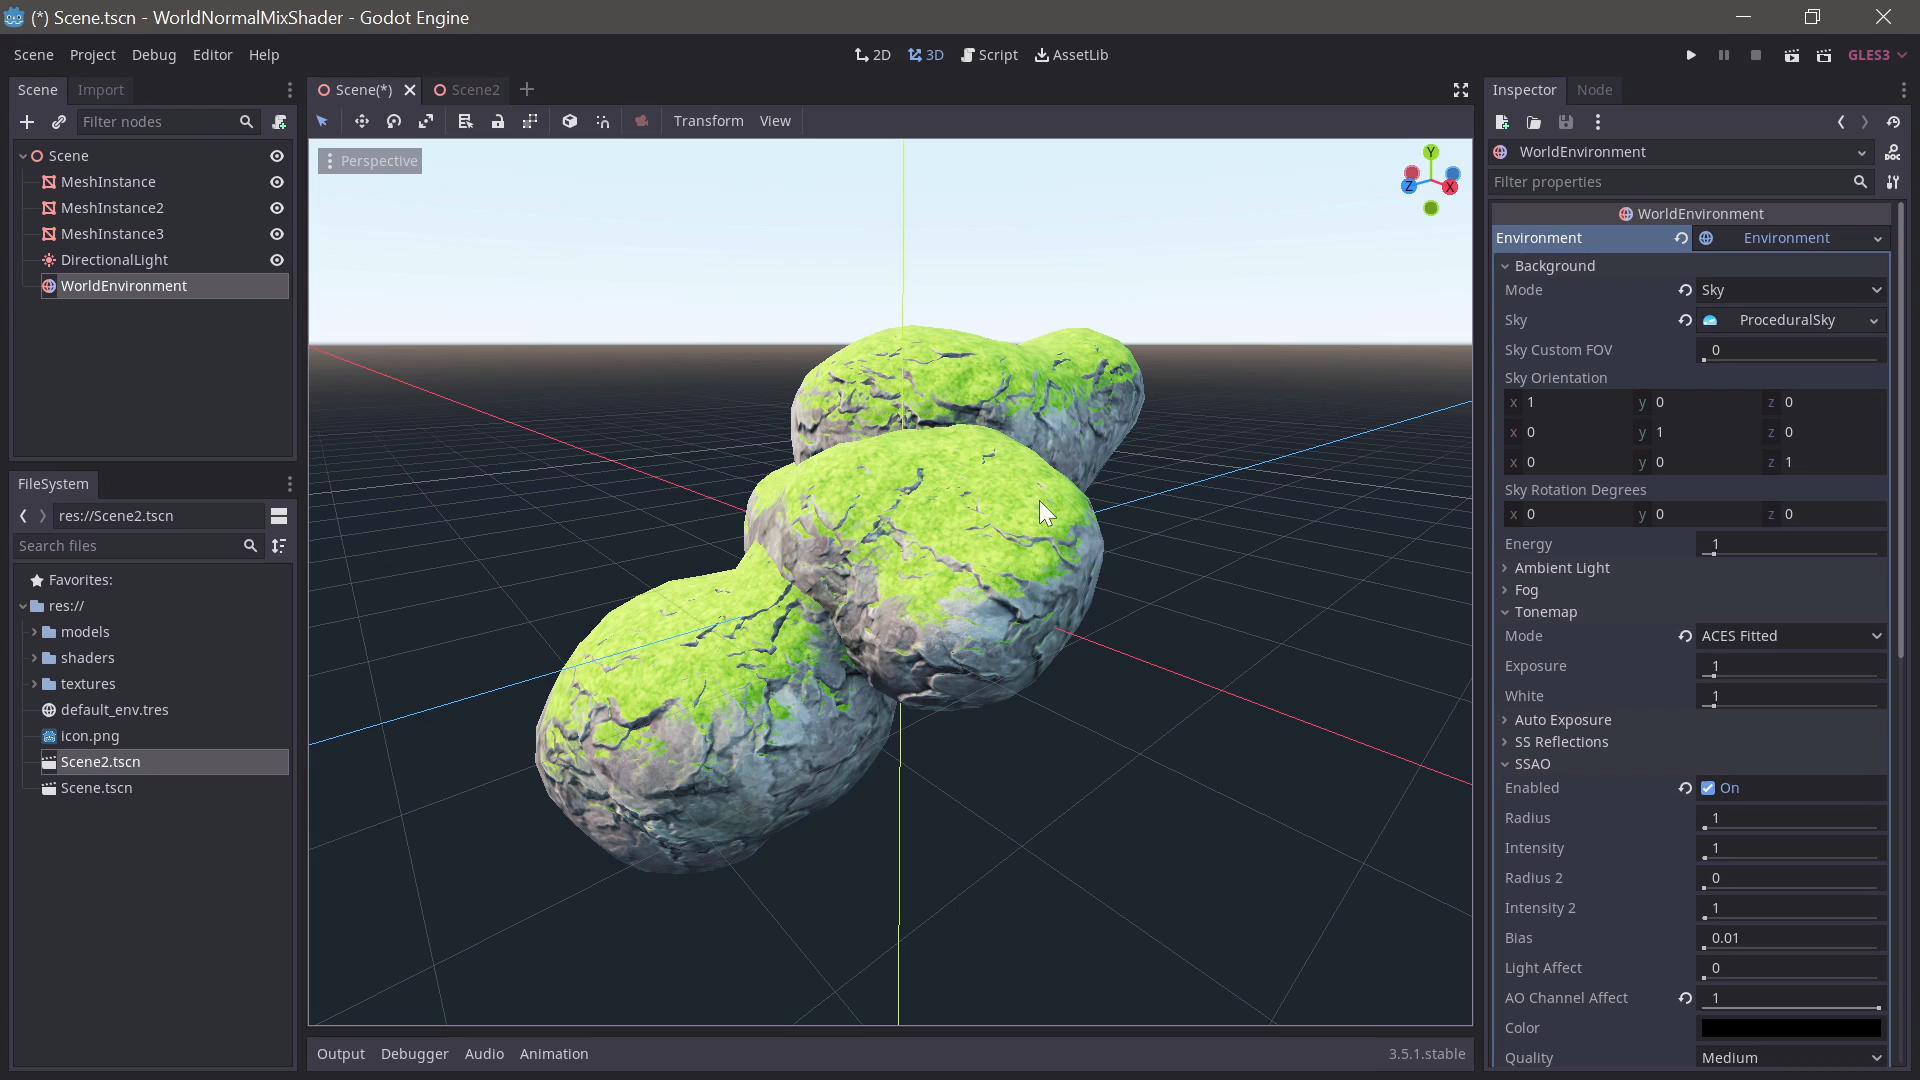 (*) Scene.tscn - WorldNormalMixShader - Godot Engine
Scene Project Debug Editor Help
2D 3D Script AssetLib
GLES3
Scene Import
Filter nodes
Scene
MeshInstance
MeshInstance2
MeshInstance3
DirectionalLight
WorldEnvironment
FileSystem
res://Scene2.tscn
Search files
Favorites:
res://
models
shaders
textures
default_env.tres
icon.png
Scene2.tscn
Scene.tscn
Scene(*) Scene2
Transform View
Perspective
Y
Z X
Output Debugger Audio Animation
3.5.1.stable
Inspector Node
WorldEnvironment
Filter properties
WorldEnvironment
Environment Environment
Background
Mode Sky
Sky ProceduralSky
Sky Custom FOV 0
Sky Orientation
x 1 y 0 z 0
x 0 y 1 z 0
x 0 y 0 z 1
Sky Rotation Degrees
x 0 y 0 z 0
Energy 1
Ambient Light
Fog
Tonemap
Mode ACES Fitted
Exposure 1
White 1
Auto Exposure
SS Reflections
SSAO
Enabled On
Radius 1
Intensity 1
Radius 2 0
Intensity 2 1
Bias 0.01
Light Affect 0
AO Channel Affect 1
Color
Quality Medium